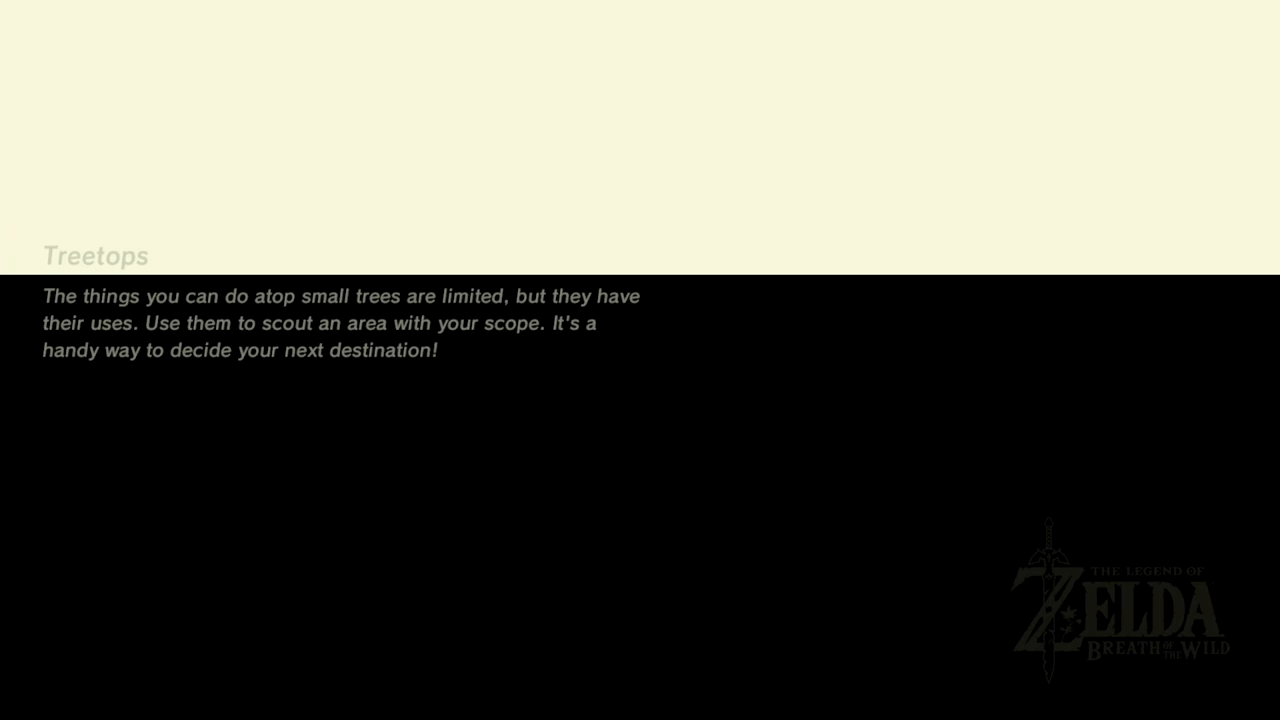 Treetops
The things you can do atop small trees are limited, but they have
their uses. Use them to scout an area with your scope. It's a
handy way to decide your next destination!
THE LEGEND OF
ZELDA
BREATH OF THE WILD